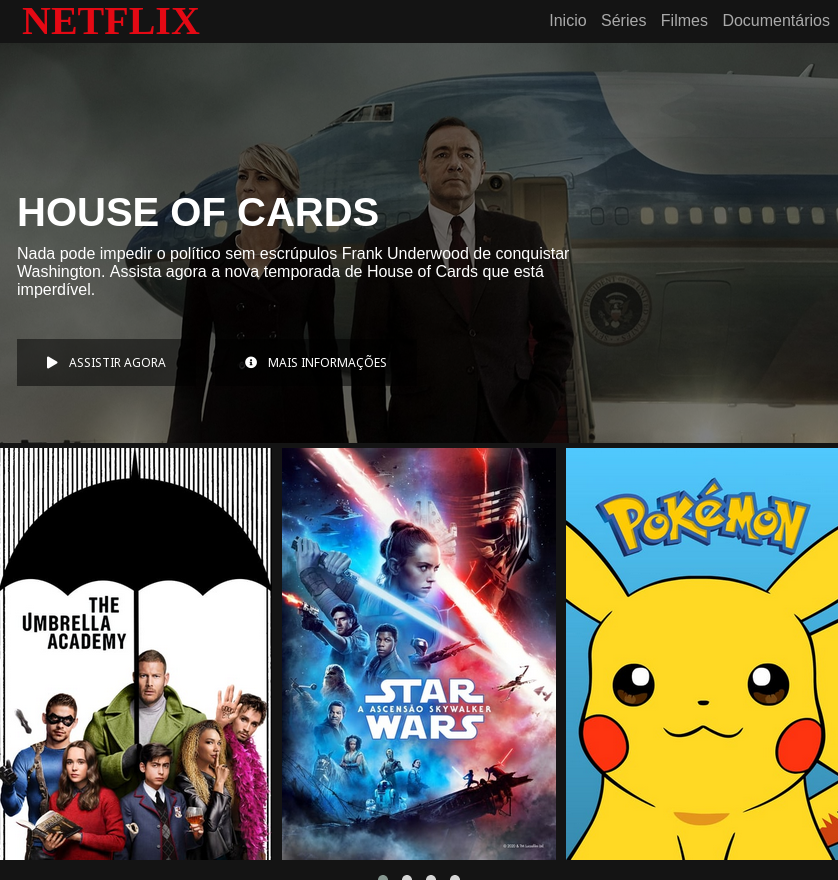 NETFLIX
Inicio Séries Filmes Documentários
HOUSE OF CARDS
Nada pode impedir o político sem escrúpulos Frank Underwood de conquistar
Washington. Assista agora a nova temporada de House of Cards que está
imperdível.
ASSISTIR AGORA
MAIS INFORMAÇÕES
THE
UMBRELLA
ACADEMY
STAR
A ASCENSÃO SKYWALKER
WARS
POKéMON